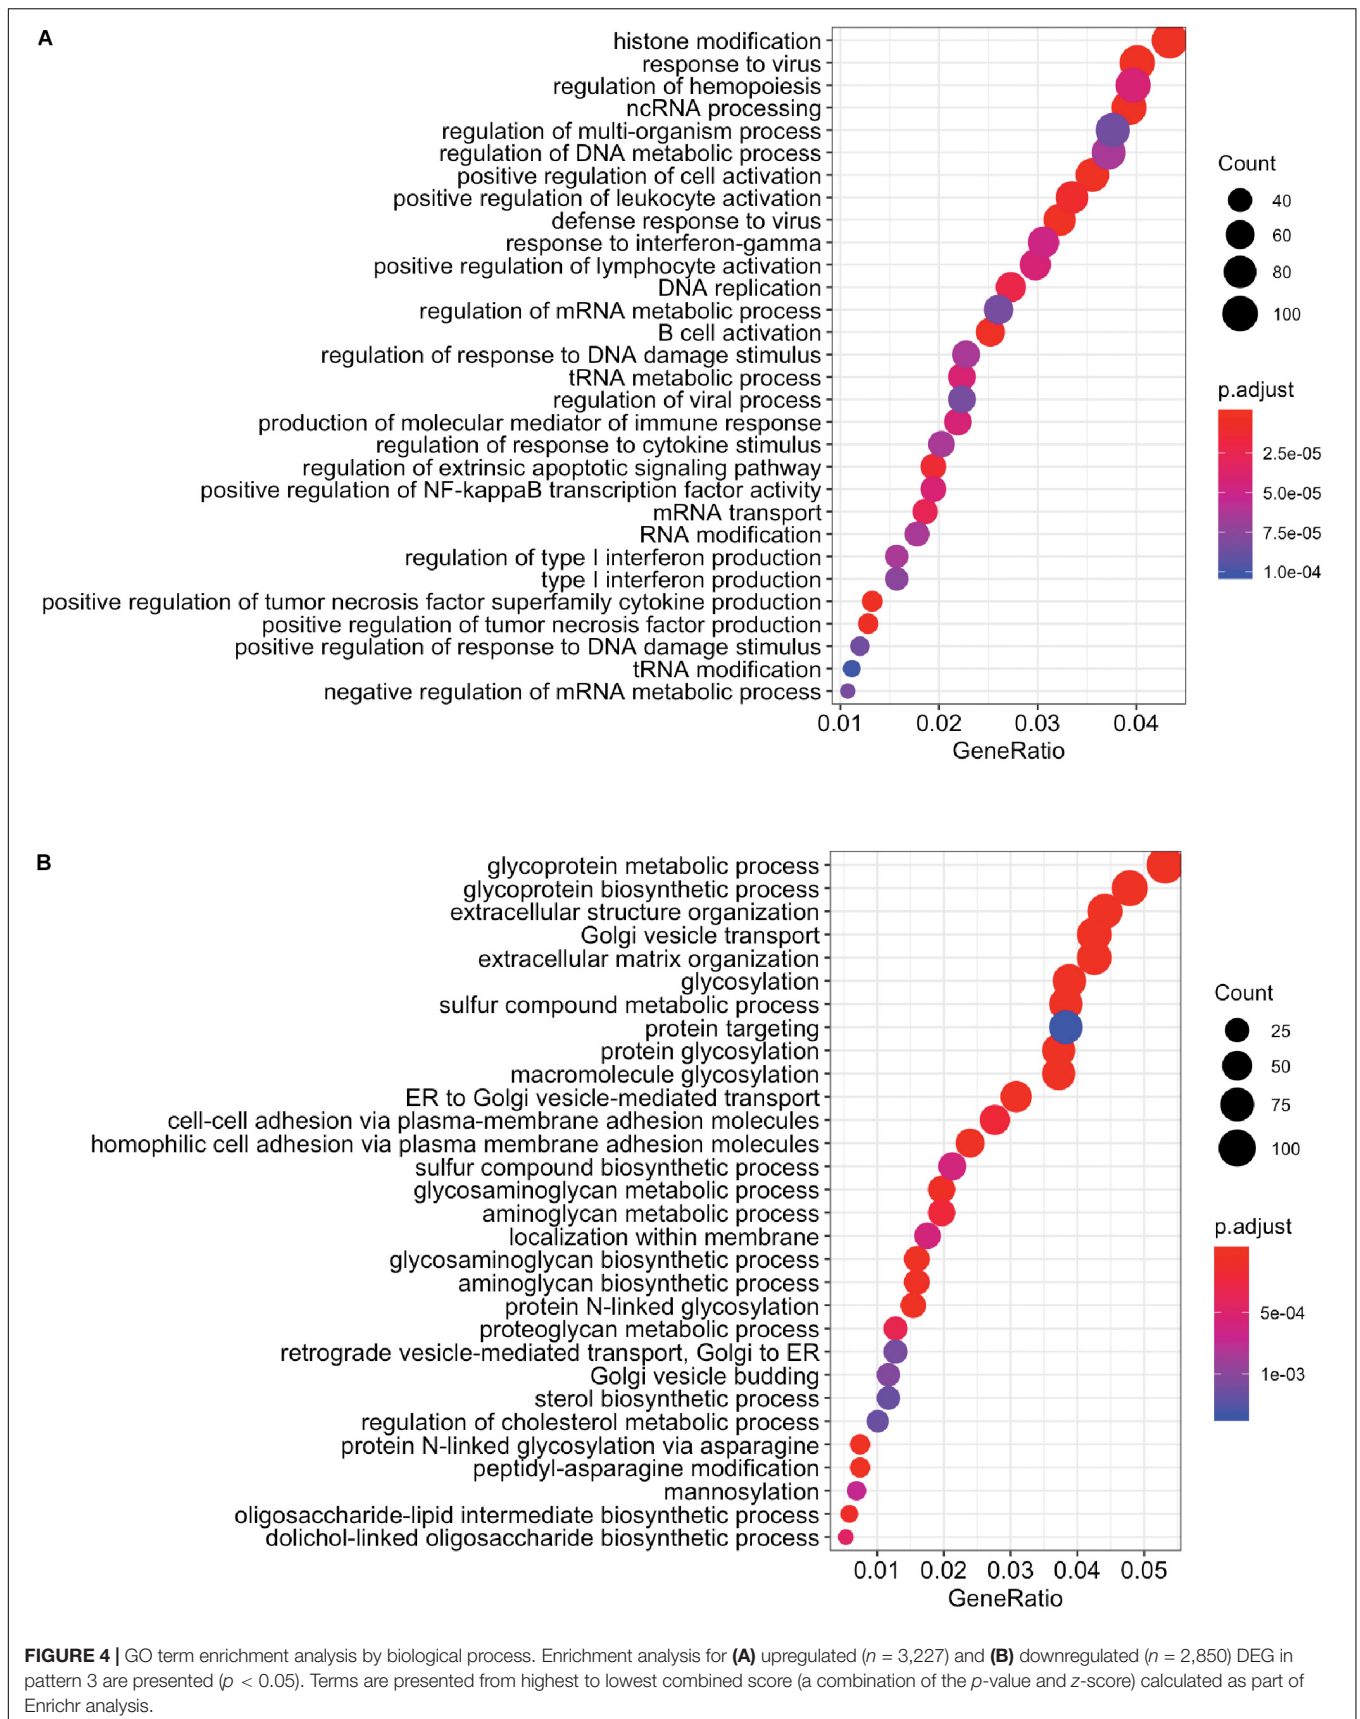 A
histone modification
response to virus
regulation of hemopoiesis
ncRNA processing
regulation of multi-organism process
regulation of DNA metabolic process
positive regulation of cell activation
positive regulation of leukocyte activation
defense response to virus
response to interferon-gamma
positive regulation of lymphocyte activation
DNA replication
regulation of mRNA metabolic process
B cell activation
regulation of response to DNA damage stimulus
tRNA metabolic process
regulation of viral process
production of molecular mediator of immune response
regulation of response to cytokine stimulus
regulation of extrinsic apoptotic signaling pathway
positive regulation of NF-kappaB transcription factor activity
mRNA transport
RNA modification
regulation of type I interferon production
type I interferon production
positive regulation of tumor necrosis factor superfamily cytokine production
positive regulation of tumor necrosis factor production
positive regulation of response to DNA damage stimulus
tRNA modification
negative regulation of mRNA metabolic process
0.01 0.02 0.03 0.04
GeneRatio
Count
40
60
80
100
p.adjust
2.5e-05
5.0e-05
7.5e-05
1.0e-04
B
glycoprotein metabolic process
glycoprotein biosynthetic process
extracellular structure organization
Golgi vesicle transport
extracellular matrix organization
glycosylation
sulfur compound metabolic process
protein targeting
protein glycosylation
macromolecule glycosylation
ER to Golgi vesicle-mediated transport
cell-cell adhesion via plasma-membrane adhesion molecules
homophilic cell adhesion via plasma membrane adhesion molecules
sulfur compound biosynthetic process
glycosaminoglycan metabolic process
aminoglycan metabolic process
localization within membrane
glycosaminoglycan biosynthetic process
aminoglycan biosynthetic process
protein N-linked glycosylation
proteoglycan metabolic process
retrograde vesicle-mediated transport, Golgi to ER
Golgi vesicle budding
sterol biosynthetic process
regulation of cholesterol metabolic process
protein N-linked glycosylation via asparagine
peptidyl-asparagine modification
mannosylation
oligosaccharide-lipid intermediate biosynthetic process
dolichol-linked oligosaccharide biosynthetic process
0.01 0.02 0.03 0.04 0.05
GeneRatio
Count
25
50
75
100
p.adjust
5e-04
1e-03
FIGURE 4 | GO term enrichment analysis by biological process. Enrichment analysis for (A) upregulated (n = 3,227) and (B) downregulated (n = 2,850) DEG in
pattern 3 are presented (p < 0.05). Terms are presented from highest to lowest combined score (a combination of the p-value and z-score) calculated as part of
Enrichr analysis.